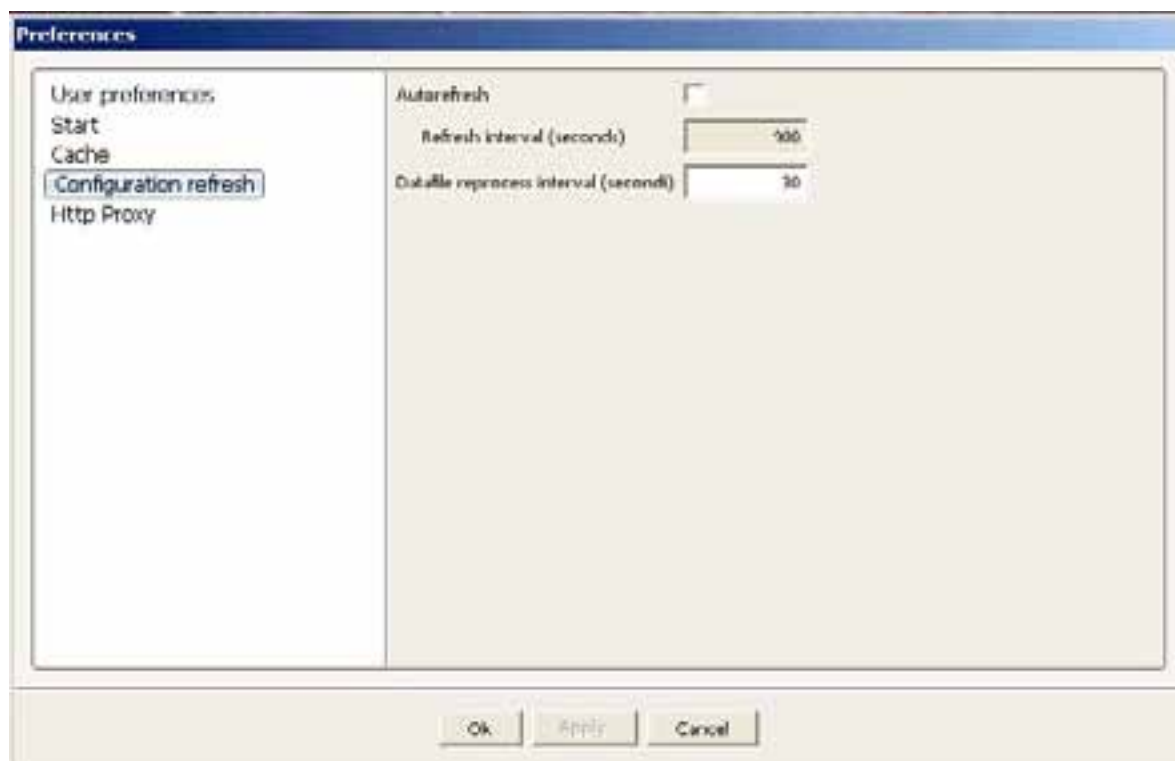 Preferences
User preferences
Start
Cache
Configuration refresh
Http Proxy
Autorefresh
Refresh interval (seconds)
Datafile reprocess interval (seconds)
30
Ok
Apply
Cancel